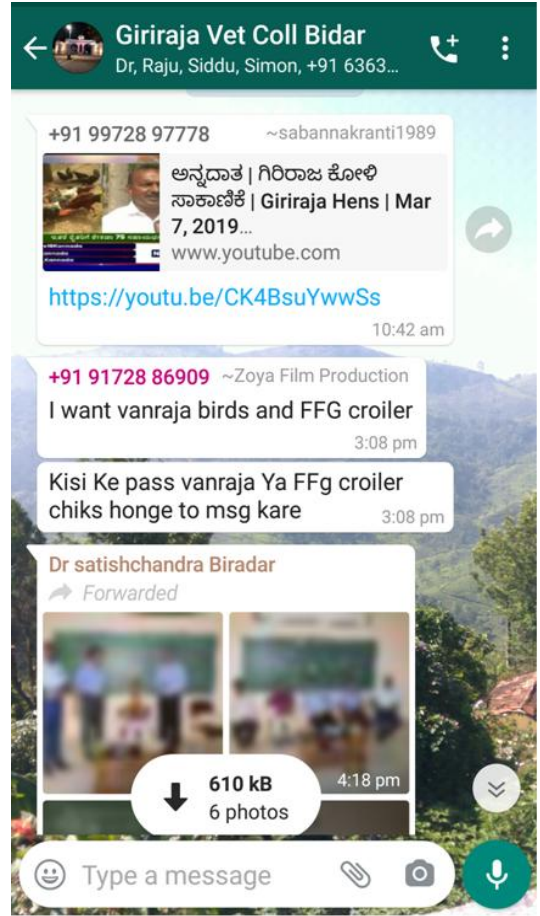 Giriraja Vet Coll Bidar
Dr, Raju, Siddu, Simon, +91 6363...
+91 99728 97778 ~sabannakranti1989
ಅನ್ನದಾತ | ಗಿರಿರಾಜ ಕೋಳಿ
ಸಾಕಾಣಿಕೆ | Giriraja Hens | Mar
7, 2019...
www.youtube.com
https://youtu.be/CK4BsuYwwSs
10:42 am
+91 91728 86909 ~Zoya Film Production
I want vanraja birds and FFG croiler
3:08 pm
Kisi Ke pass vanraja Ya FFg croiler
chiks honge to msg kare
3:08 pm
Dr satishchandra Biradar
Forwarded
4:18 pm
610 kB
6 photos
Type a message